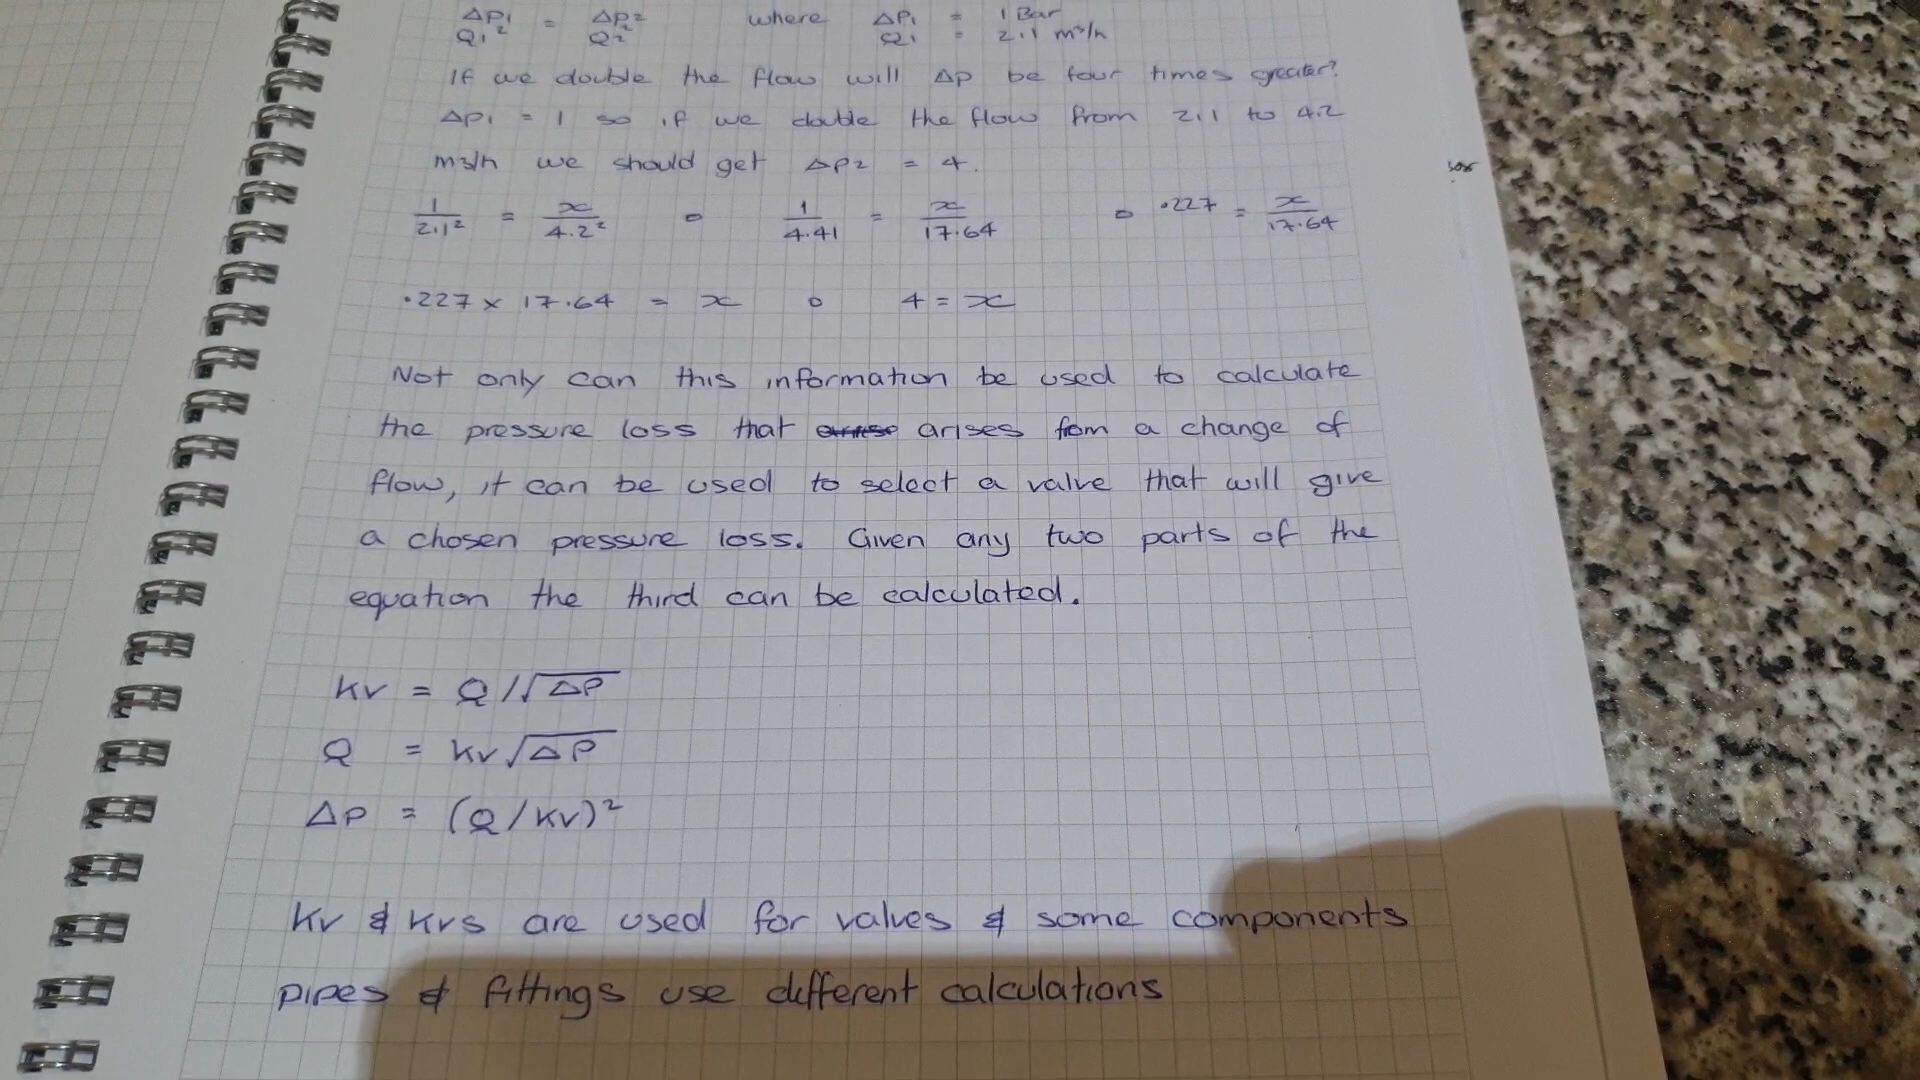 ΔP₁ = ΔP₂ where ΔP₁ = 1 Bar
Q₁² Q₂² Q₁ = 2.1 m³/h
If we double the flow will ΔP be four times greater?
ΔP₁ = 1 so if we double the flow from 2.1 to 4.2
m3/h we should get ΔP2 = 4.
1/2.1² = x/4.2² o 1/4.41 = x/17.64 o .227 = x/17.64
.227 x 17.64 = x o 4 = x
Not only can this information be used to calculate
the pressure loss that arises from a change of
flow, it can be used to select a valve that will give
a chosen pressure loss. Given any two parts of the
equation the third can be calculated.
Kv = Q/√ΔP
Q = Kv√ΔP
ΔP = (Q/Kv)²
Kv & Kvs are used for valves & some components
pipes & fittings use different calculations